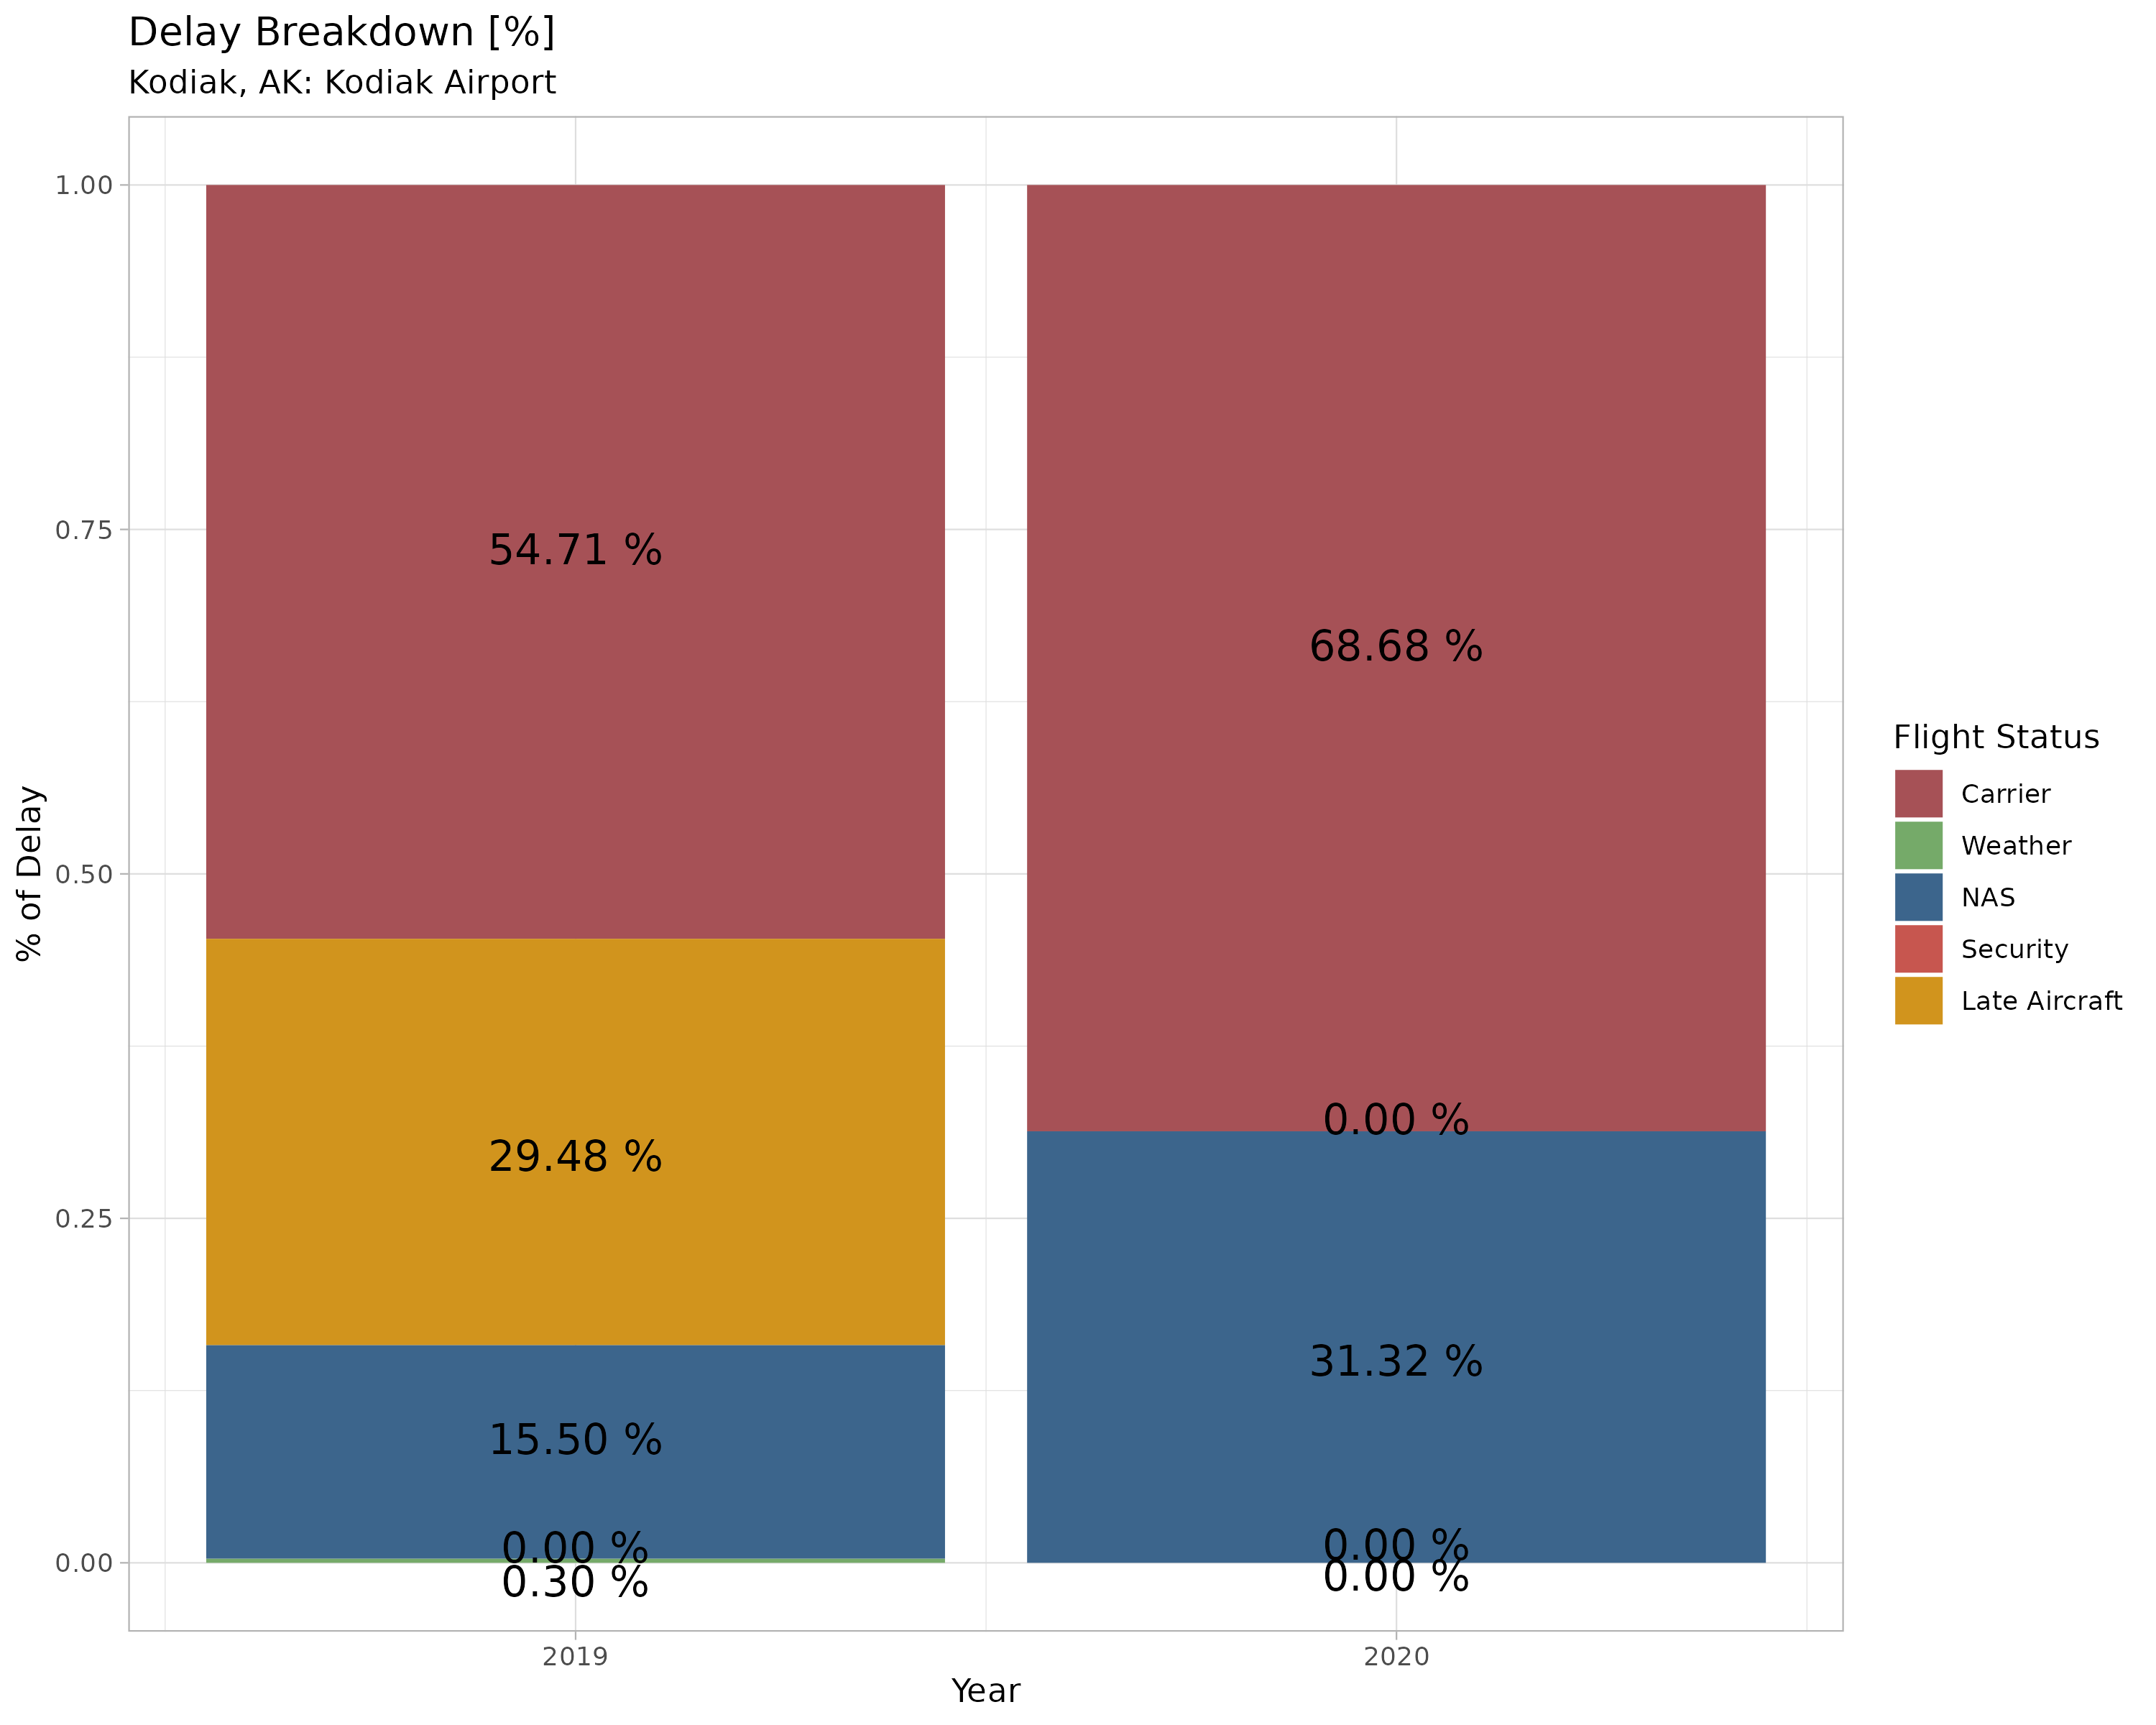 Delay Breakdown [%]
Kodiak, AK: Kodiak Airport
% of Delay
1.00
0.75
0.50
0.25
0.00
54.71 %
29.48 %
15.50 %
0.00 %
0.30 %
68.68 %
0.00 %
31.32 %
0.00 %
0.00 %
2019
2020
Year
Flight Status
Carrier
Weather
NAS
Security
Late Aircraft